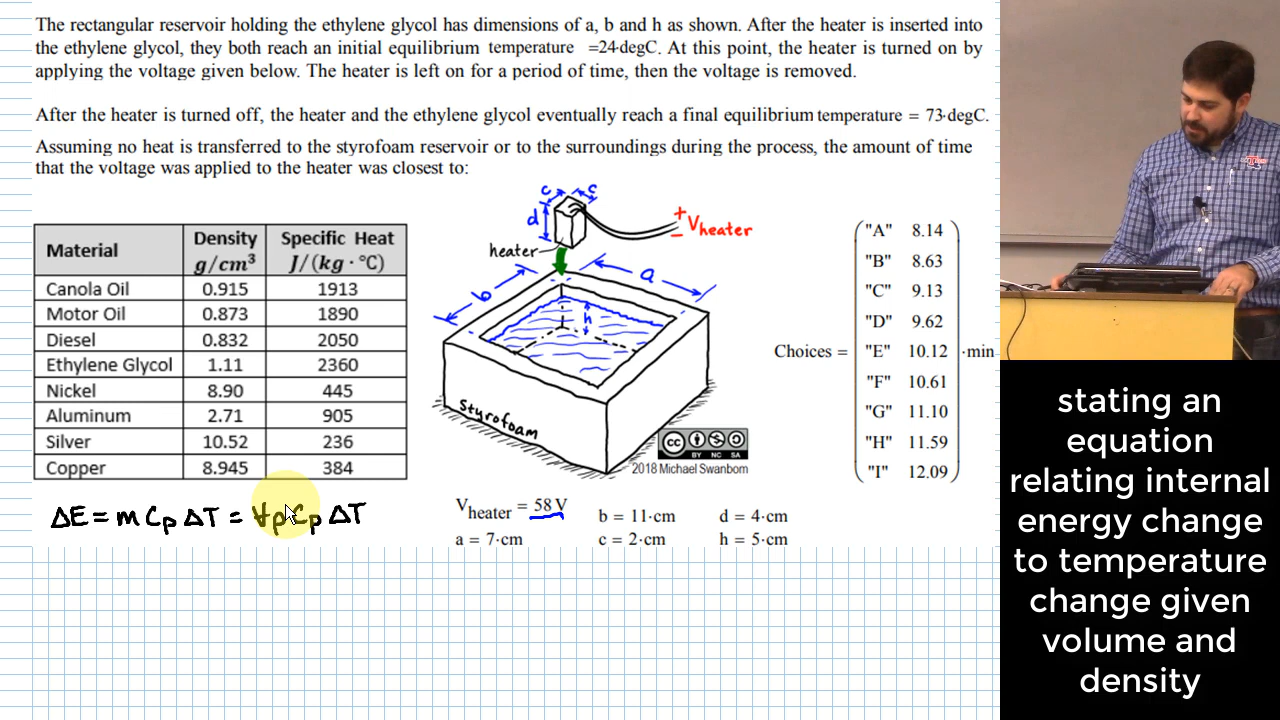 The rectangular reservoir holding the ethylene glycol has dimensions of a, b and h as shown. After the heater is inserted into
the ethylene glycol, they both reach an initial equilibrium temperature =24·degC. At this point, the heater is turned on by
applying the voltage given below. The heater is left on for a period of time, then the voltage is removed.
After the heater is turned off, the heater and the ethylene glycol eventually reach a final equilibrium temperature = 73·degC.
Assuming no heat is transferred to the styrofoam reservoir or to the surroundings during the process, the amount of time
that the voltage was applied to the heater was closest to:
Material Density g/cm³ Specific Heat J/(kg · °C)
Canola Oil 0.915 1913
Motor Oil 0.873 1890
Diesel 0.832 2050
Ethylene Glycol 1.11 2360
Nickel 8.90 445
Aluminum 2.71 905
Silver 10.52 236
Copper 8.945 384
c c
d
+
- Vheater
heater
a
b
h
Styrofoam
cc
BY NC SA
2018 Michael Swanbom
Choices =
"A" 8.14
"B" 8.63
"C" 9.13
"D" 9.62
"E" 10.12
"F" 10.61
"G" 11.10
"H" 11.59
"I" 12.09
·min
ΔE = m Cp ΔT = ∀ρCp ΔT
Vheater = 58 V
b = 11·cm d = 4·cm
a = 7·cm c = 2·cm h = 5·cm
stating an
equation
relating internal
energy change
to temperature
change given
volume and
density